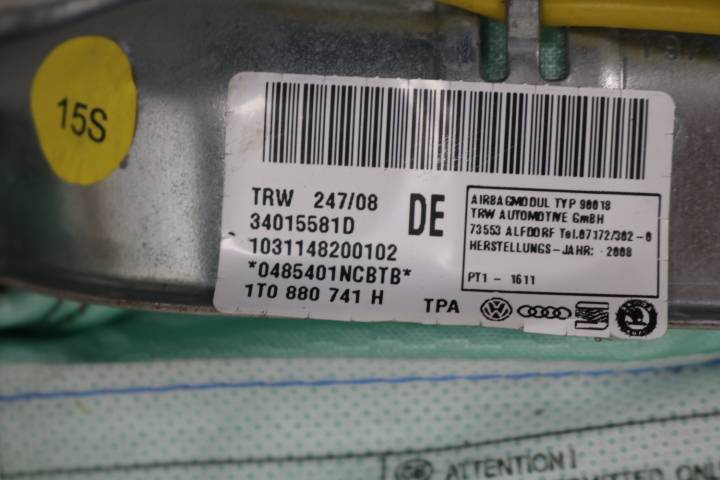 15S
TRW 247/08
34015581D
1031148200102
*0485401NCBTB*
1T0 880 741 H
TPA
DE
AIRBAGMODUL TYP 96618
TRW AUTOMOTIVE GmBH
73553 ALFDORF Tel.07172/302-0
HERSTELLUNGS-JAHR: 2008
PT1 - 1611
ATTENTION!